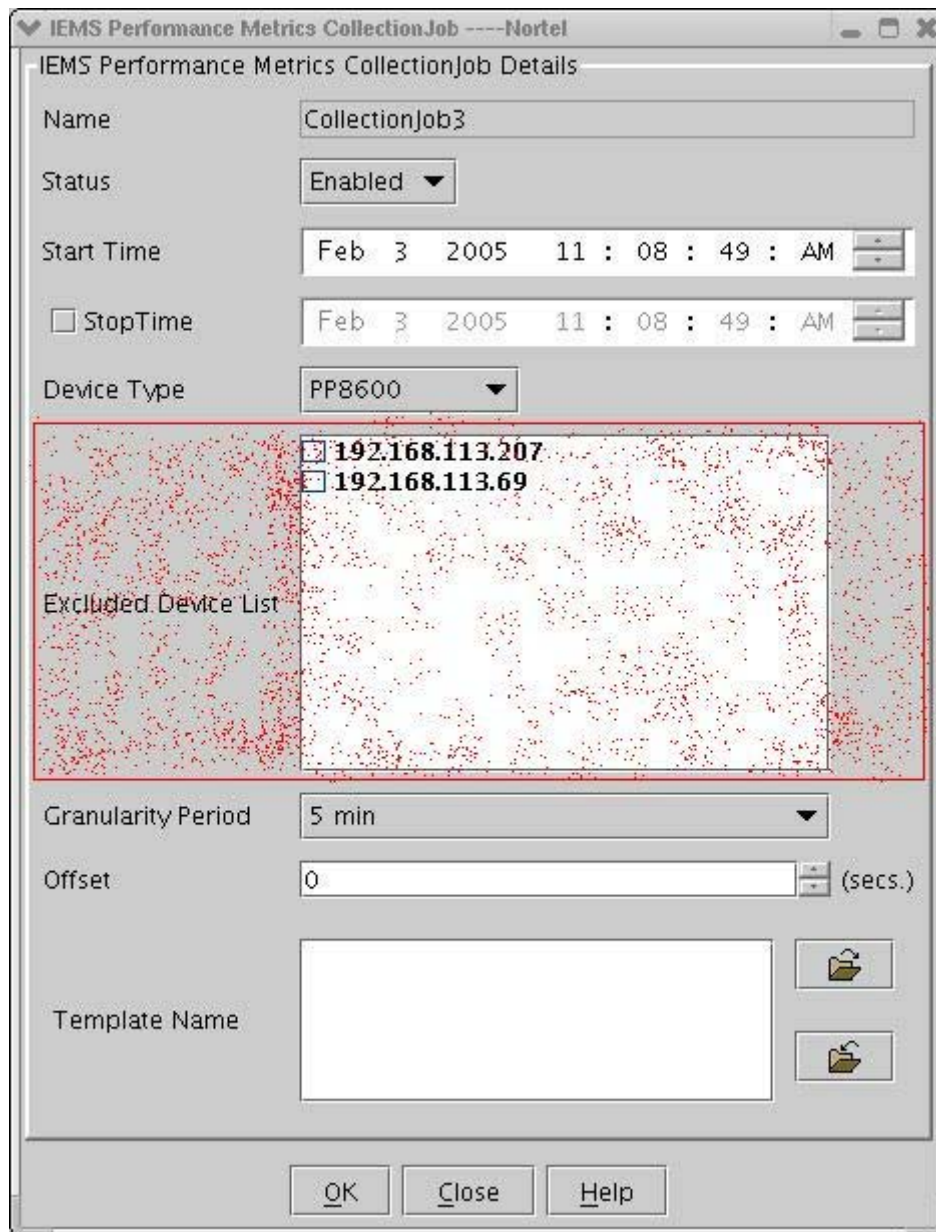 IEMS Performance Metrics CollectionJob ----Nortel
IEMS Performance Metrics CollectionJob Details
Name CollectionJob3
Status Enabled
Start Time Feb 3 2005 11 : 08 : 49 : AM
StopTime Feb 3 2005 11 : 08 : 49 : AM
Device Type PP8600
192.168.113.207
192.168.113.69
Excluded Device List
Granularity Period 5 min
Offset 0 (secs.)
Template Name
OK Close Help